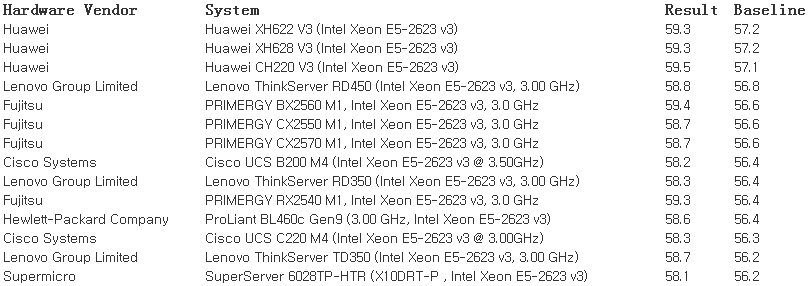 Hardware Vendor System Result Baseline
Huawei Huawei XH622 V3 (Intel Xeon E5-2623 v3) 59.3 57.2
Huawei Huawei XH628 V3 (Intel Xeon E5-2623 v3) 59.3 57.2
Huawei Huawei CH220 V3 (Intel Xeon E5-2623 v3) 59.5 57.1
Lenovo Group Limited Lenovo ThinkServer RD450 (Intel Xeon E5-2623 v3, 3.00 GHz) 58.8 56.8
Fujitsu PRIMERGY BX2560 M1, Intel Xeon E5-2623 v3, 3.0 GHz 59.4 56.6
Fujitsu PRIMERGY CX2550 M1, Intel Xeon E5-2623 v3, 3.0 GHz 58.7 56.6
Fujitsu PRIMERGY CX2570 M1, Intel Xeon E5-2623 v3, 3.0 GHz 58.7 56.6
Cisco Systems Cisco UCS B200 M4 (Intel Xeon E5-2623 v3 @ 3.50GHz) 58.2 56.4
Lenovo Group Limited Lenovo ThinkServer RD350 (Intel Xeon E5-2623 v3, 3.00 GHz) 58.3 56.4
Fujitsu PRIMERGY RX2540 M1, Intel Xeon E5-2623 v3, 3.0 GHz 59.3 56.4
Hewlett-Packard Company ProLiant BL460c Gen9 (3.00 GHz, Intel Xeon E5-2623 v3) 58.6 56.4
Cisco Systems Cisco UCS C220 M4 (Intel Xeon E5-2623 v3 @ 3.00GHz) 58.3 56.3
Lenovo Group Limited Lenovo ThinkServer TD350 (Intel Xeon E5-2623 v3, 3.00 GHz) 58.7 56.2
Supermicro SuperServer 6028TP-HTR (X10DRT-P , Intel Xeon E5-2623 v3) 58.1 56.2